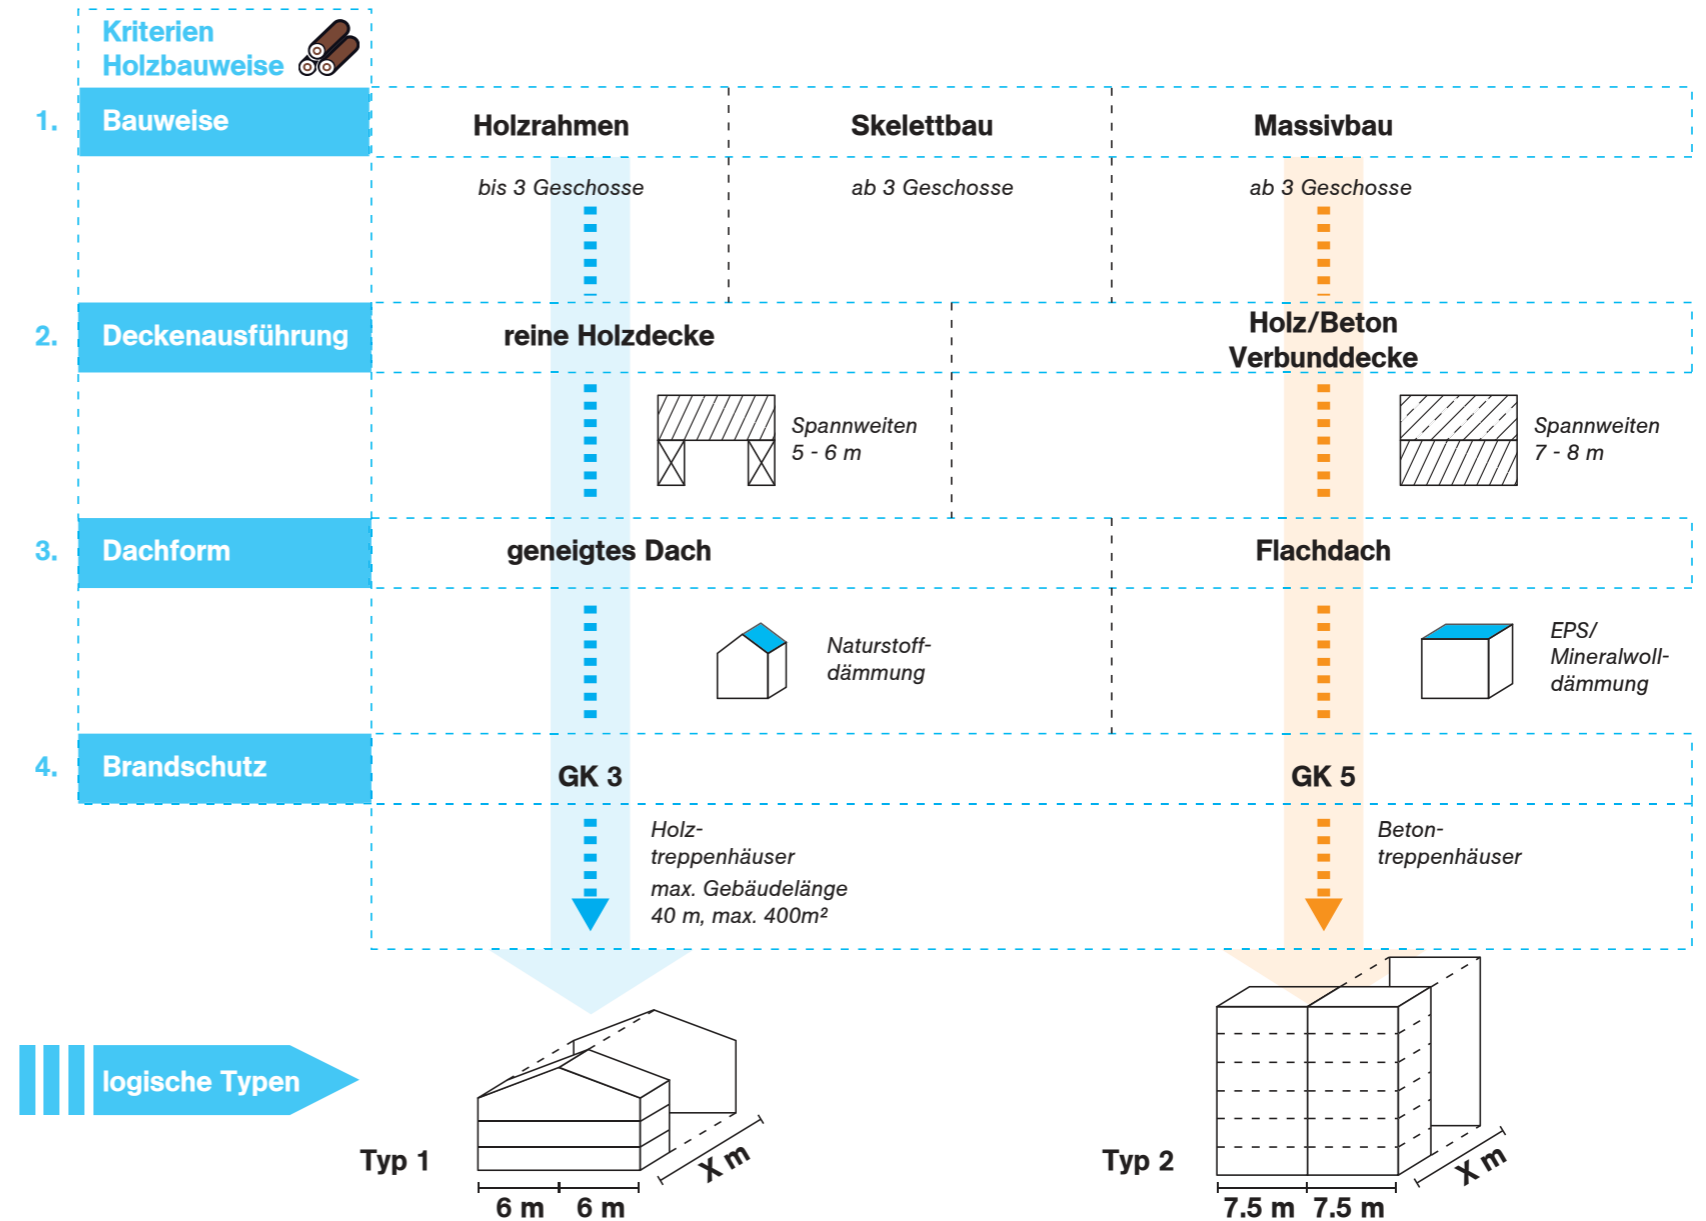 Kriterien
Holzbauweise
1. Bauweise
Holzrahmen
Skelettbau
Massivbau
bis 3 Geschosse
ab 3 Geschosse
ab 3 Geschosse
2. Deckenausführung
reine Holzdecke
Holz/Beton
Verbunddecke
Spannweiten
5 - 6 m
Spannweiten
7 - 8 m
3. Dachform
geneigtes Dach
Flachdach
Naturstoff-
dämmung
EPS/
Mineralwoll-
dämmung
4. Brandschutz
GK 3
GK 5
Holz-
treppenhäuser
max. Gebäudelänge
40 m, max. 400m²
Beton-
treppenhäuser
logische Typen
Typ 1
6 m 6 m
X m
Typ 2
7.5 m 7.5 m
X m